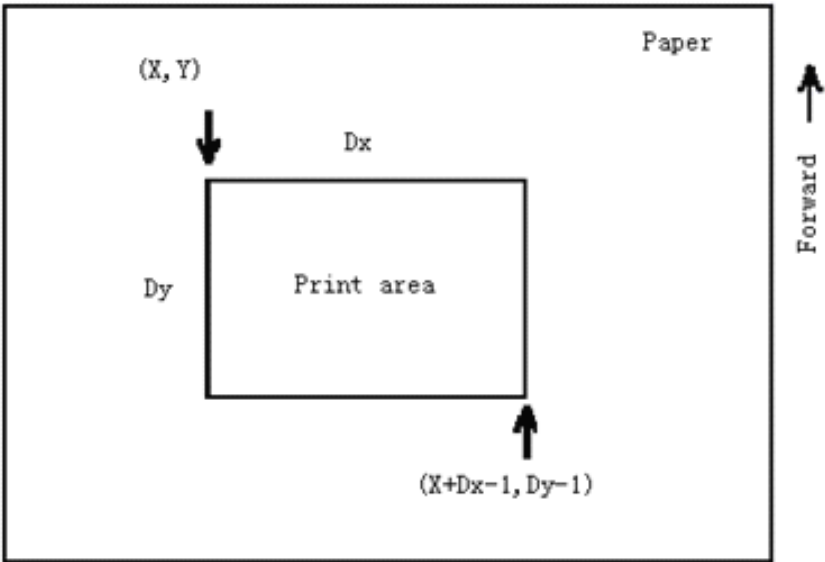 Paper
(X,Y)
Dx
Forward
Dy
Print area
(X+Dx-1,Dy-1)